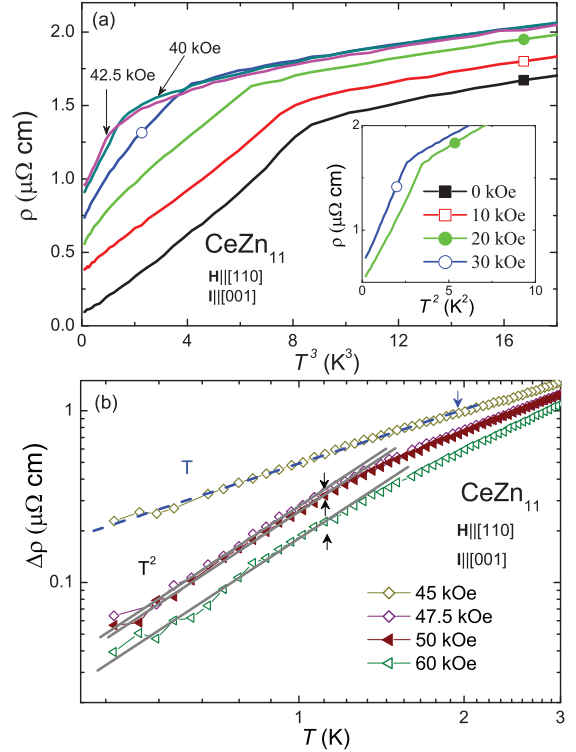 (a)
40 kOe
42.5 kOe
2.0
1.5
1.0
0.5
0.0
ρ (μΩ cm)
CeZn11
H||[110]
I||[001]
0 4 8 12 16
T3 (K3)
2
1
ρ (μΩ cm)
0 5 10
T2 (K2)
0 kOe
10 kOe
20 kOe
30 kOe
(b)
1
0.1
Δρ (μΩ cm)
T
T2
CeZn11
H||[110]
I||[001]
45 kOe
47.5 kOe
50 kOe
60 kOe
1 2 3
T (K)